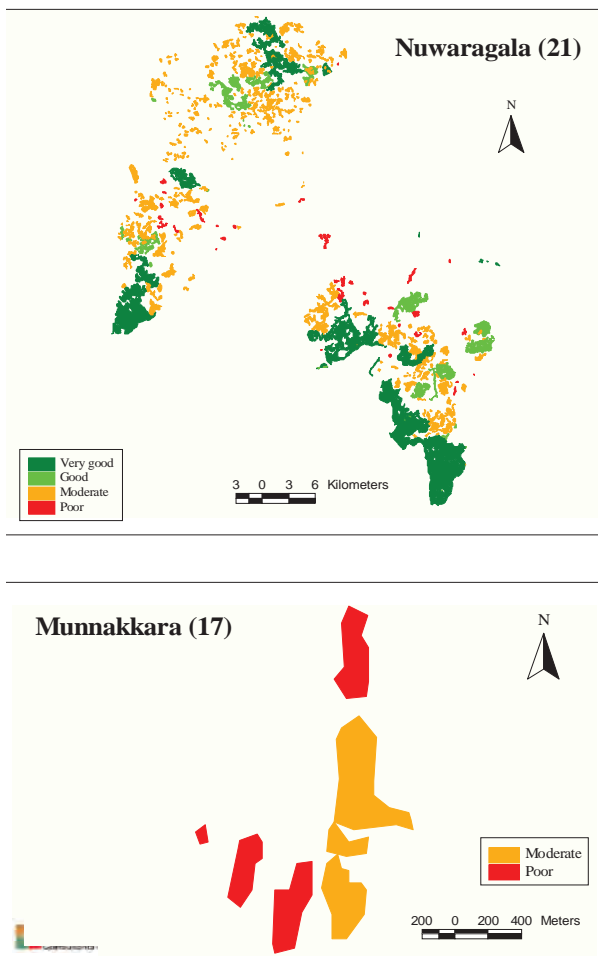 Nuwaragala (21)
N
Very good
Good
Moderate
Poor
3 0 3 6 Kilometers
Munnakkara (17)
N
Moderate
Poor
200 0 200 400 Meters